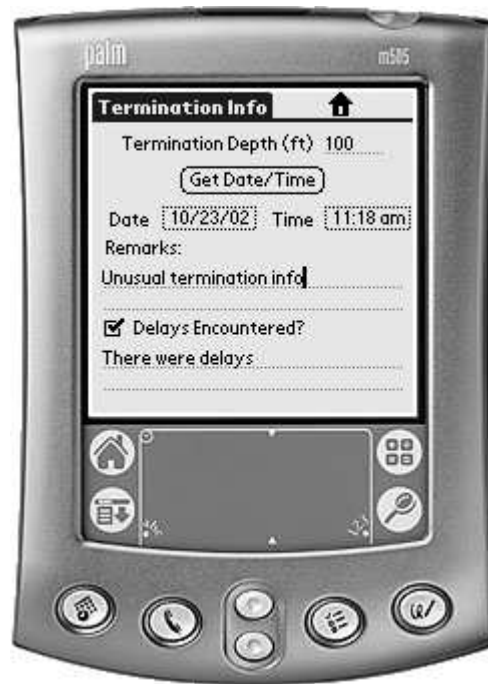 palm m505
Termination Info
Termination Depth (ft) 100
Get Date/Time
Date 10/23/02 Time 11:18 am
Remarks:
Unusual termination info
Delays Encountered?
There were delays